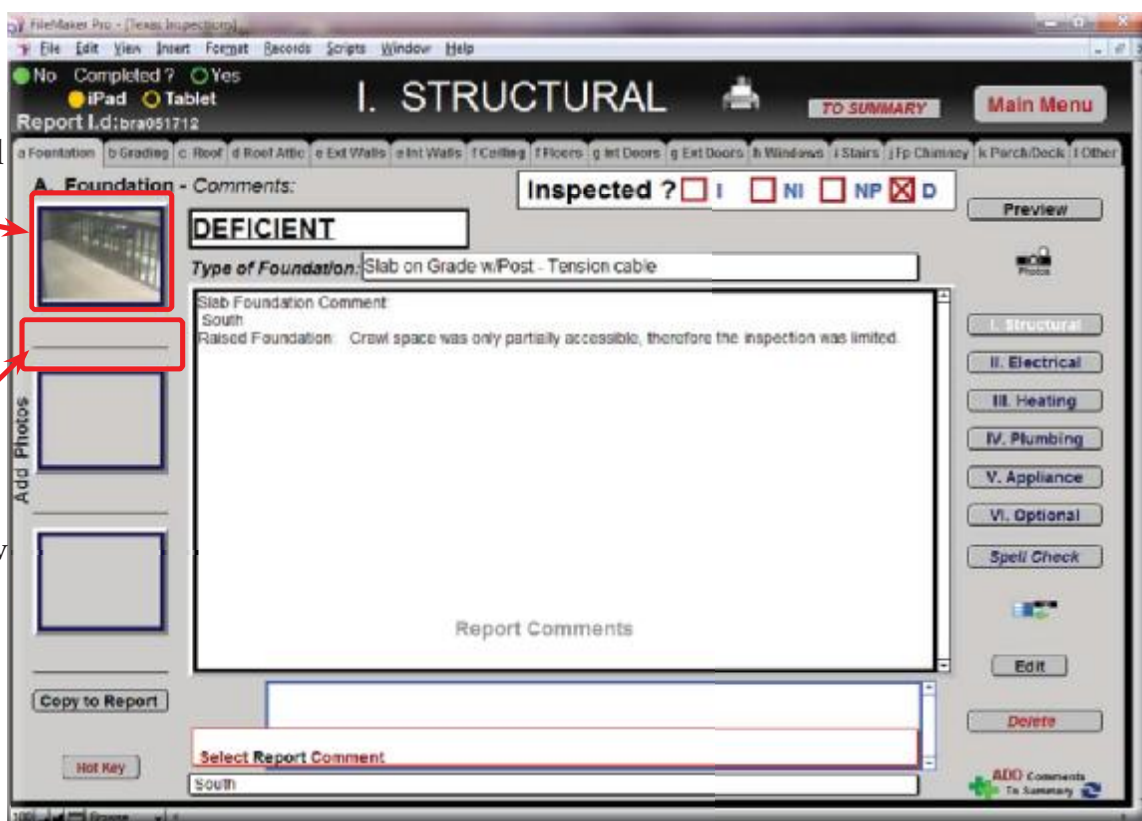 FileMaker Pro - [Texas Inspections]
File Edit View Insert Format Records Scripts Window Help
No Completed ? Yes
iPad Tablet
Report I.d:bra051712
I. STRUCTURAL
TO SUMMARY
Main Menu
a Foontation b Grading c Roof d Roof Attic e Ext Walls e Int Walls f Ceiling f Floors g Int Doors g Ext Doors h Windows i Stairs j Fp Chimney k Porch/Deck l Other
A. Foundation - Comments:
Inspected ? I NI NP D
DEFICIENT
Type of Foundation: Slab on Grade w/Post - Tension cable
Slab Foundation Comment
South
Raised Foundation: Crawl space was only partially accessible, therefore the inspection was limited.
Report Comments
Add Photos
Copy to Report
Hot Key
Select Report Comment
South
Preview
Photos
I. Structural
II. Electrical
III. Heating
IV. Plumbing
V. Appliance
VI. Optional
Spell Check
Edit
Delete
ADD Comments
To Summary
100 Browse